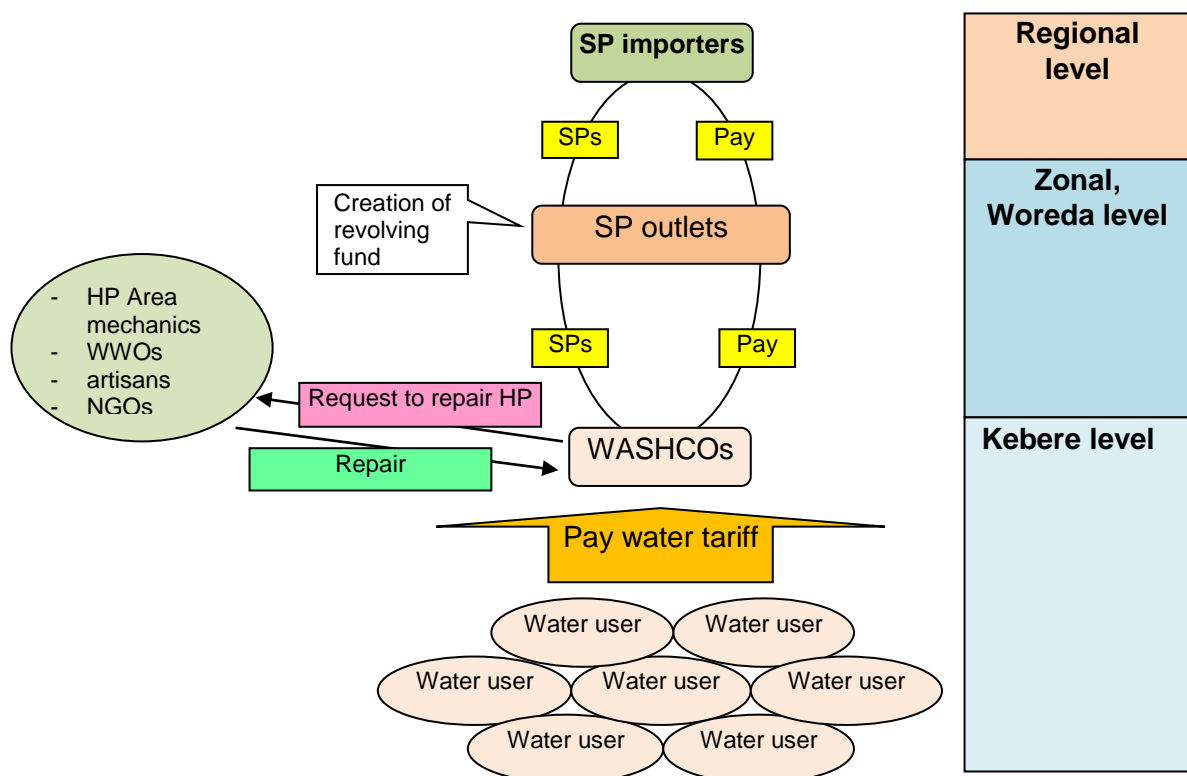 SP importers
Regional
level
SPs
Pay
Zonal,
Woreda level
Creation of
revolving
fund
SP outlets
- HP Area
mechanics
- WWOs
- artisans
- NGOs
SPs
Pay
Request to repair HP
WASHCOs
Kebere level
Repair
Pay water tariff
Water user
Water user
Water user
Water user
Water user
Water user
Water user